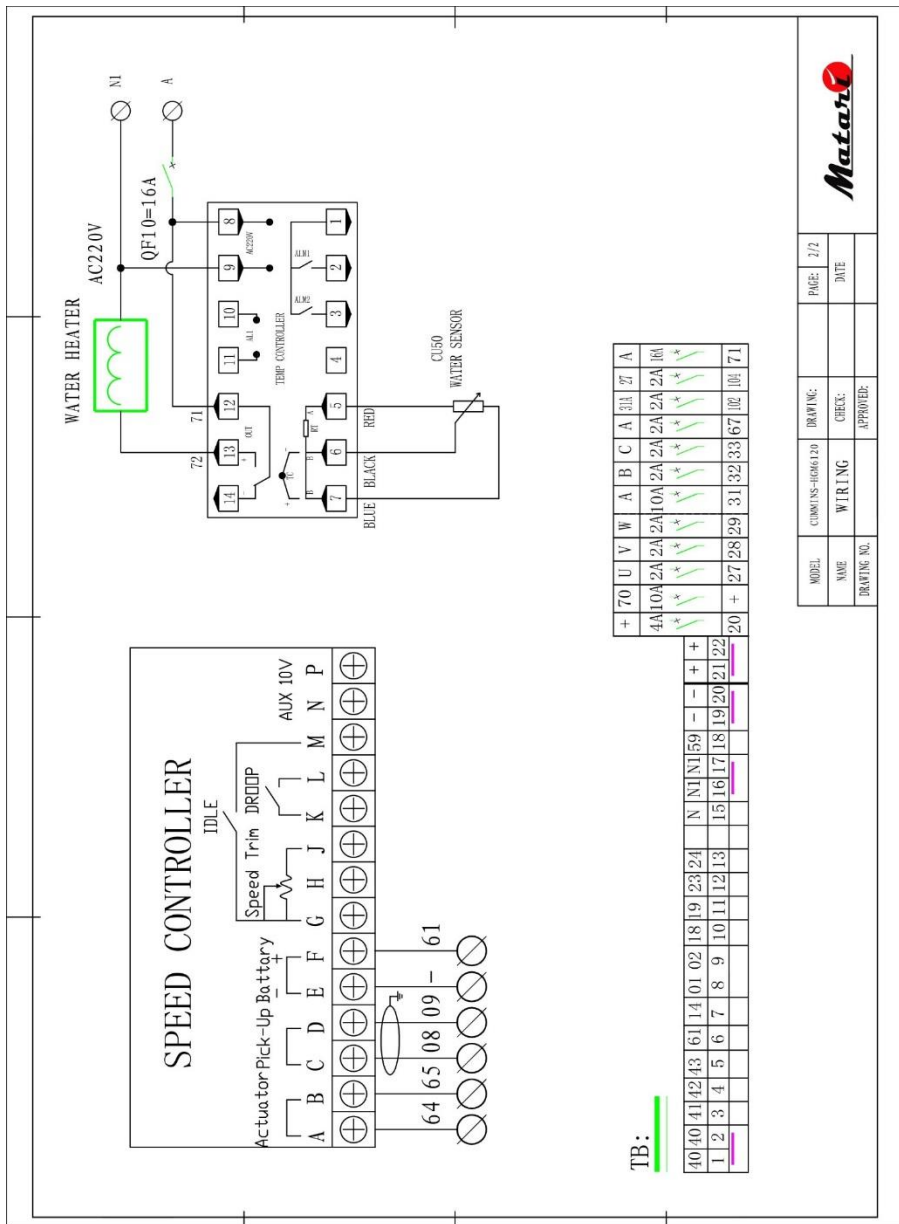 SPEED CONTROLLER
IDLE
Speed Trim DROOP
Actuator Pick-Up Battary
- +
AUX 10V
A B C D E F G H J K L M N P
64 65 08 09 - 61
WATER HEATER
AC220V
N1
QF10=16A
A
72
71
14 13 12 11 10 9 8
- +
OUT
AL1
AC220V
TEMP CONTROLLER
+ TC -
RT
B B A
ALM2
ALM1
7 6 5 4 3 2 1
BLUE
BLACK
RED
CU50
WATER SENSOR
TB:
40 40 41 42 43 61 14 01 02 18 19 23 24 N N1 N1 59 - - + +
1 2 3 4 5 6 7 8 9 10 11 12 13 15 16 17 18 19 20 21 22
+ 70 U V W A B C A 31A 27 A
4A 10A 2A 2A 2A 10A 2A 2A 2A 2A 2A 16A
20 + 27 28 29 31 32 33 67 102 104 71
MODEL
CUMMINS-HGM6120
DRAWING:
PAGE: 2/2
NAME
WIRING
CHECK:
DATE
DRAWING NO.
APPROVED:
Matari